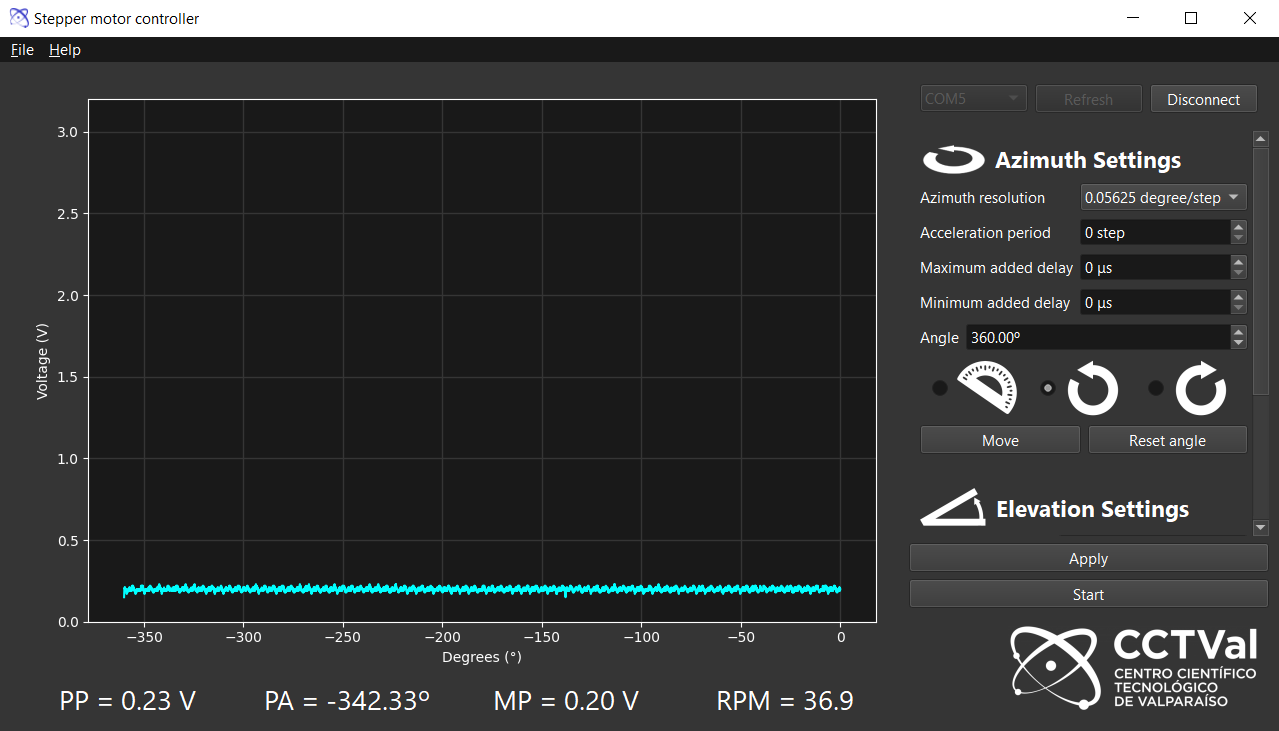 Stepper motor controller
File Help
COM5 Refresh Disconnect
Azimuth Settings
Azimuth resolution 0.05625 degree/step
Acceleration period 0 step
Maximum added delay 0 µs
Minimum added delay 0 µs
Angle 360.00º
Move Reset angle
Elevation Settings
Apply
Start
CCTVal
CENTRO CIENTÍFICO
TECNOLÓGICO
DE VALPARAÍSO
Voltage (V)
3.0
2.5
2.0
1.5
1.0
0.5
0.0
−350 −300 −250 −200 −150 −100 −50 0
Degrees (°)
PP = 0.23 V PA = -342.33º MP = 0.20 V RPM = 36.9